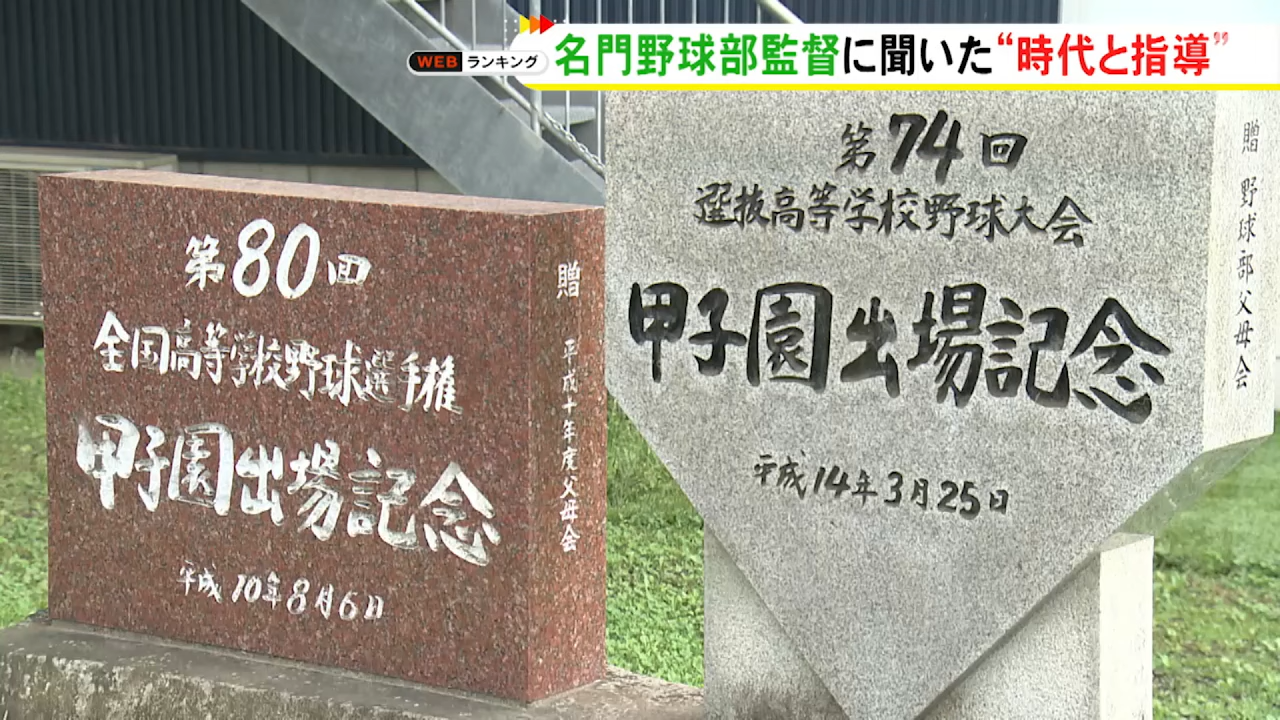 WEB ランキング
名門野球部監督に聞いた“時代と指導”
第80回
全国高等学校野球選手権
甲子園出場記念
平成10年8月6日
贈 平成十年度父母会
第74回
選抜高等学校野球大会
甲子園出場記念
平成14年3月25日
贈 野球部父母会